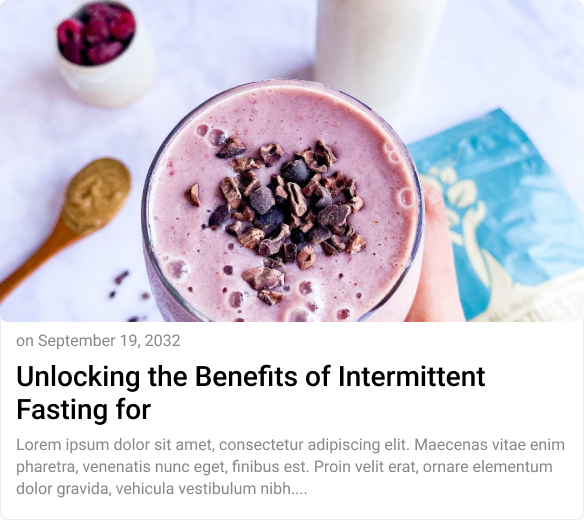 on September 19, 2032
Unlocking the Benefits of Intermittent
Fasting for
Lorem ipsum dolor sit amet, consectetur adipiscing elit. Maecenas vitae enim
pharetra, venenatis nunc eget, finibus est. Proin velit erat, ornare elementum
dolor gravida, vehicula vestibulum nibh....